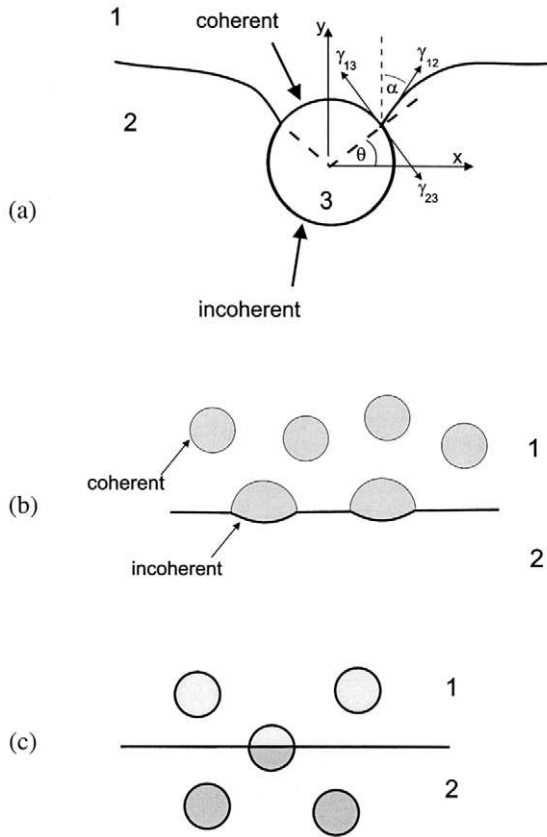 1
coherent
y
γ13
α
γ12
2
θ
x
3
γ23
(a)
incoherent
1
coherent
(b)
incoherent
2
1
(c)
2